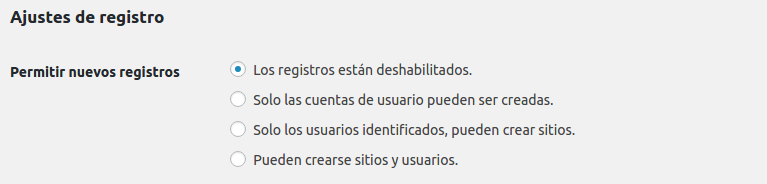 Ajustes de registro
Permitir nuevos registros
Los registros están deshabilitados.
Solo las cuentas de usuario pueden ser creadas.
Solo los usuarios identificados, pueden crear sitios.
Pueden crearse sitios y usuarios.